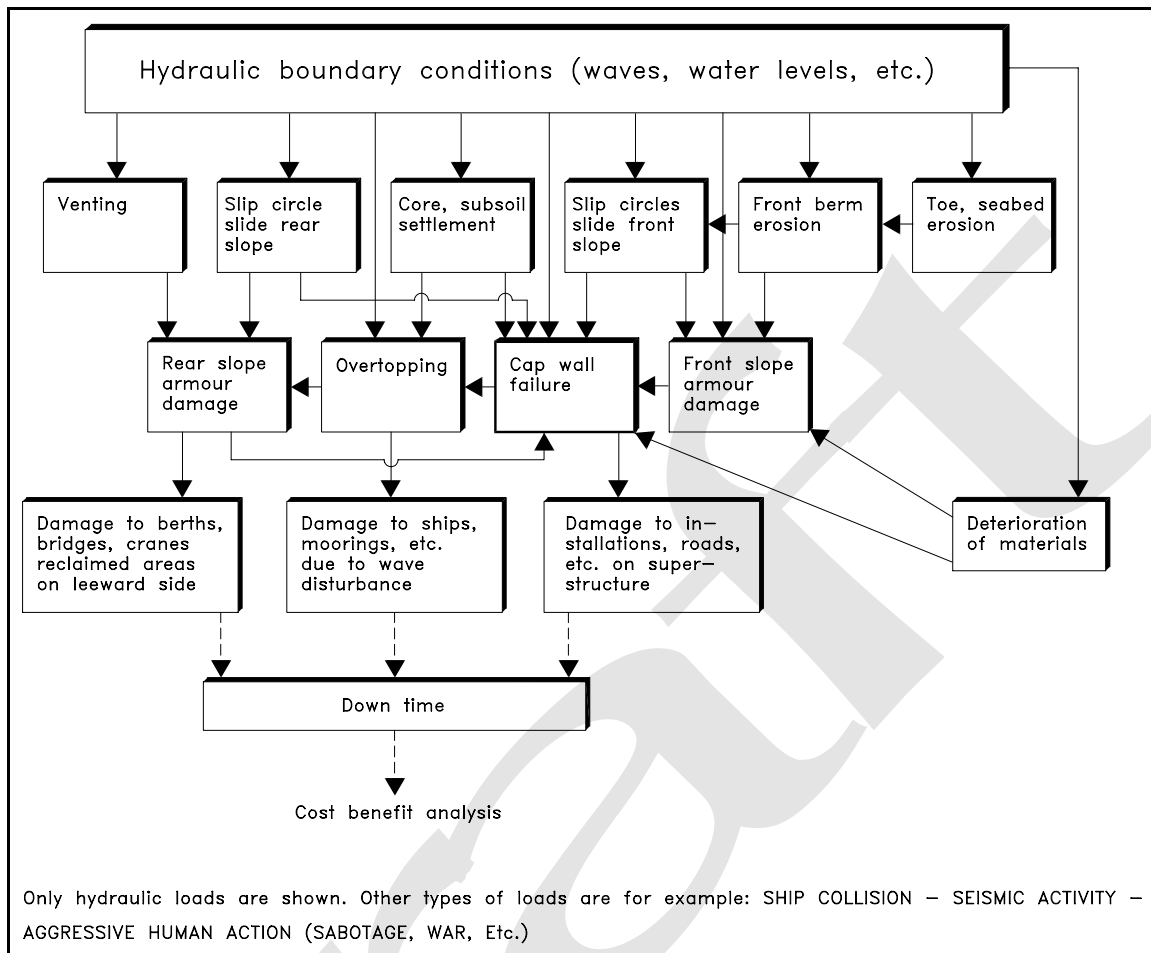 Hydraulic boundary conditions (waves, water levels, etc.)
Venting
Slip circle
slide rear
slope
Core, subsoil
settlement
Slip circles
slide front
slope
Front berm
erosion
Toe, seabed
erosion
Rear slope
armour
damage
Overtopping
Cap wall
failure
Front slope
armour
damage
Damage to berths,
bridges, cranes
reclaimed areas
on leeward side
Damage to ships,
moorings, etc.
due to wave
disturbance
Damage to in-
stallations, roads,
etc. on super-
structure
Deterioration
of materials
Down time
Cost benefit analysis
Only hydraulic loads are shown. Other types of loads are for example: SHIP COLLISION – SEISMIC ACTIVITY –
AGGRESSIVE HUMAN ACTION (SABOTAGE, WAR, Etc.)
raft